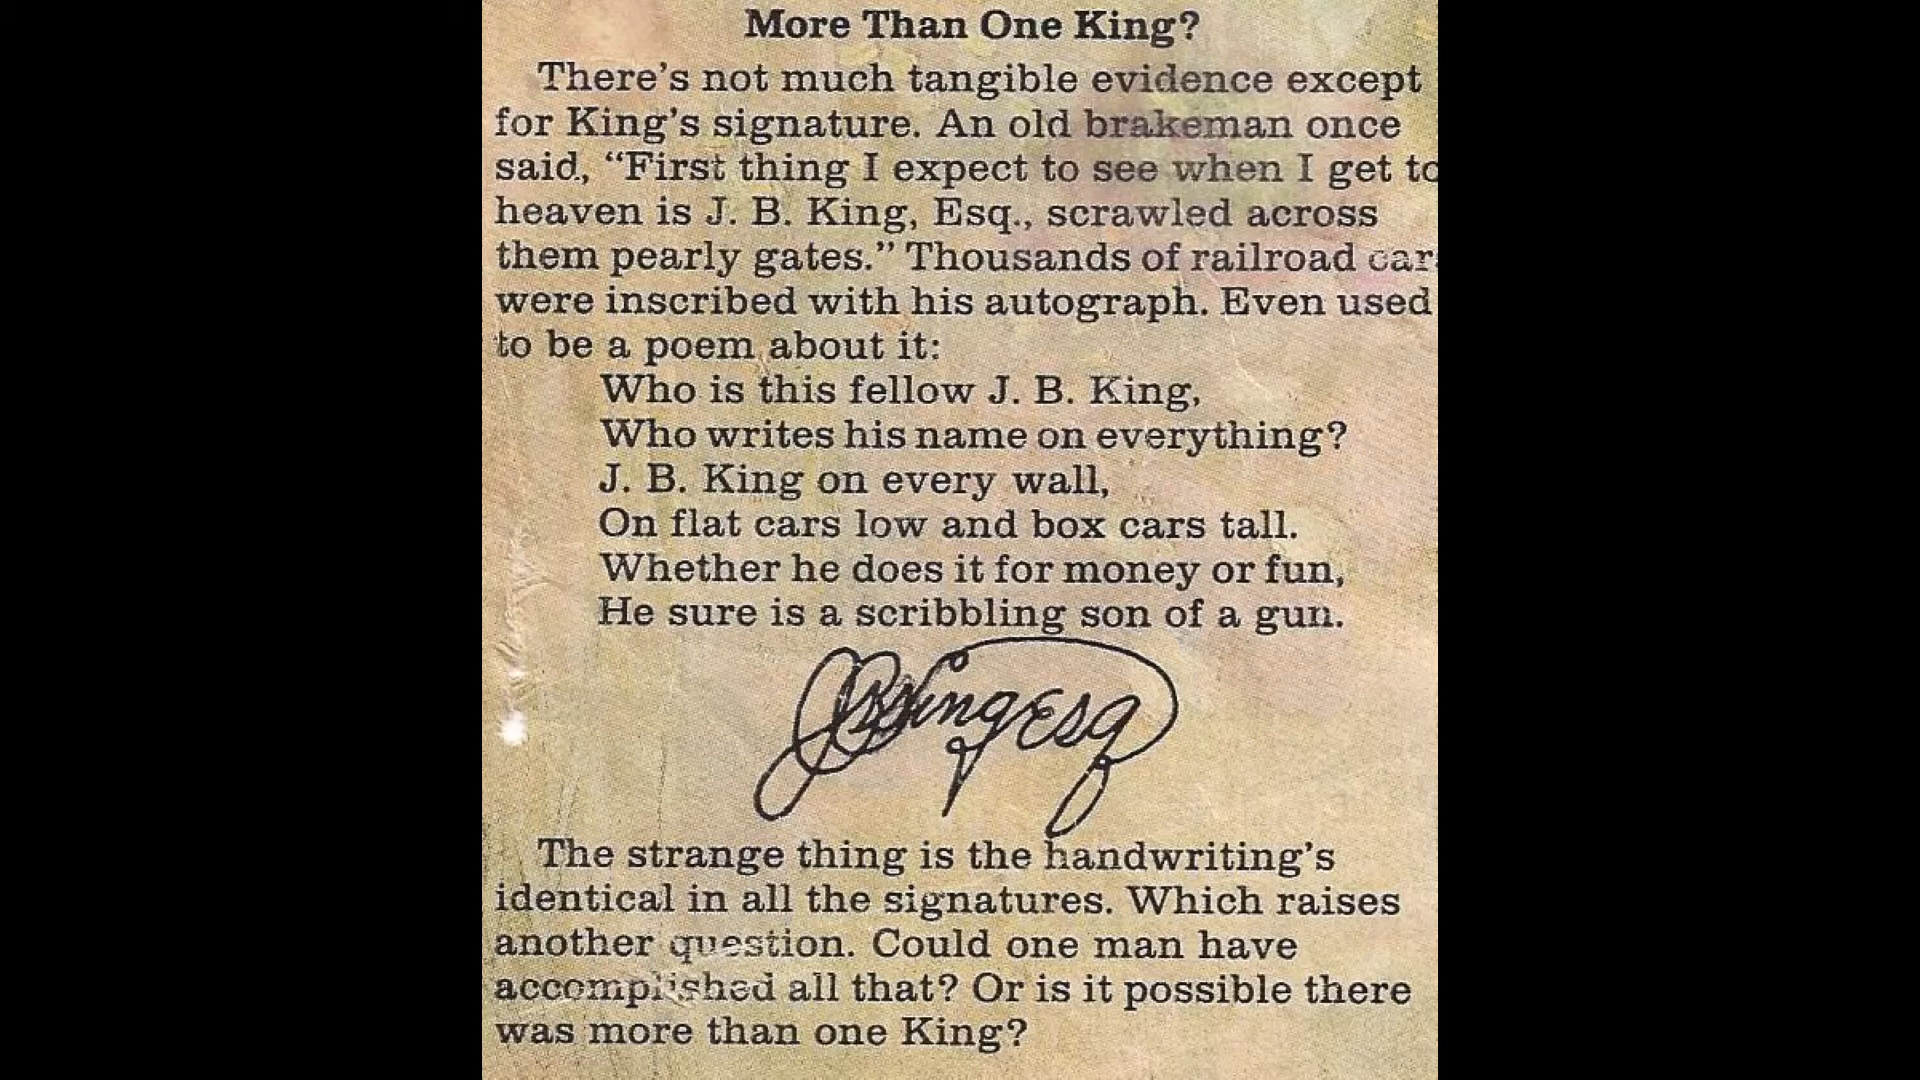 More Than One King?
There's not much tangible evidence except
for King's signature. An old brakeman once
said, “First thing I expect to see when I get to
heaven is J. B. King, Esq., scrawled across
them pearly gates.” Thousands of railroad cars
were inscribed with his autograph. Even used
to be a poem about it:
Who is this fellow J. B. King,
Who writes his name on everything?
J. B. King on every wall,
On flat cars low and box cars tall.
Whether he does it for money or fun,
He sure is a scribbling son of a gun.
JBKing Esq
The strange thing is the handwriting's
identical in all the signatures. Which raises
another question. Could one man have
accomplished all that? Or is it possible there
was more than one King?